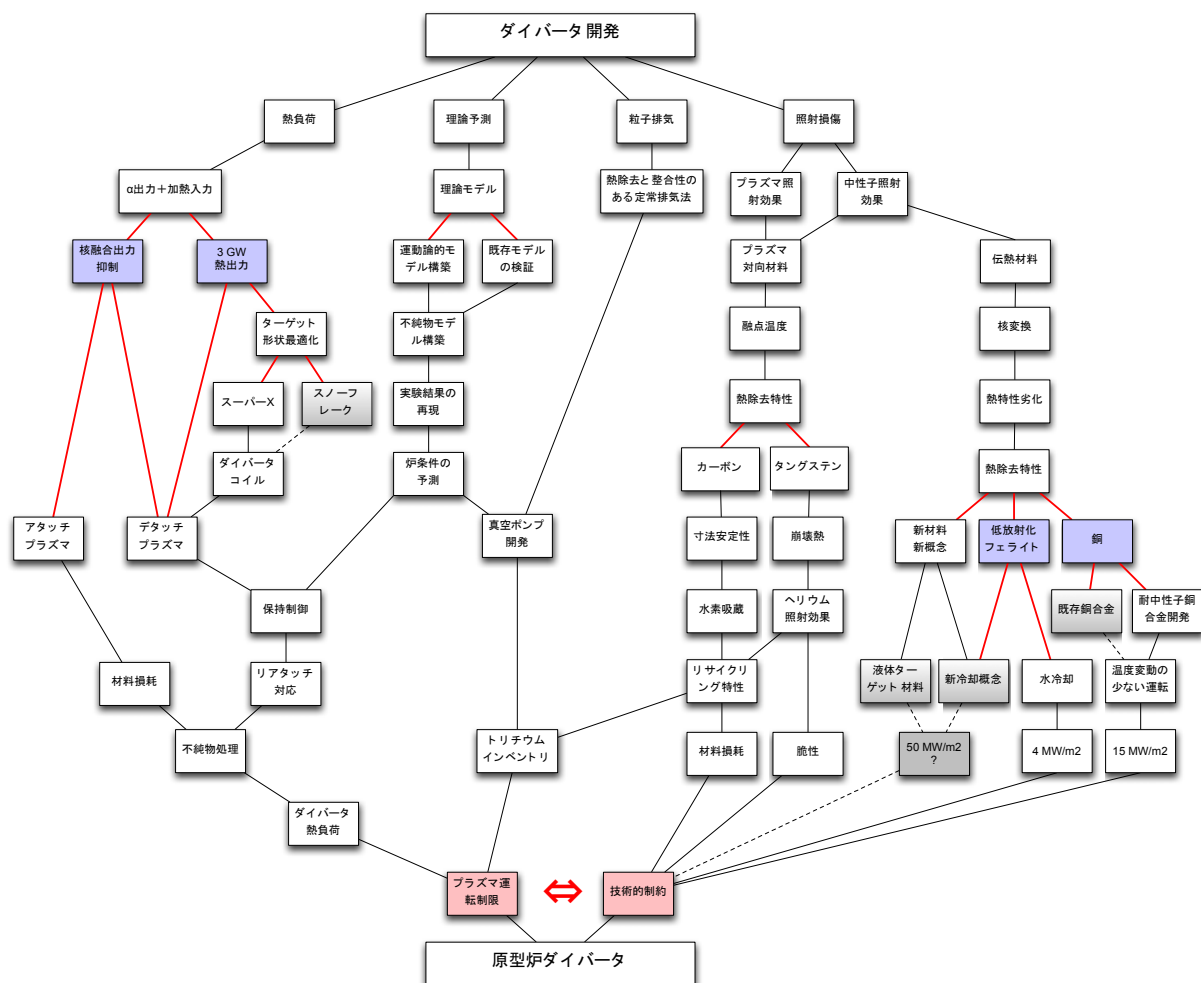 ダイバータ開発
熱負荷
理論予測
粒子排気
照射損傷
α出力＋加熱入力
理論モデル
熱除去と整合性の
ある定常排気法
プラズマ照
射効果
中性子照射
効果
核融合出力
抑制
3 GW
熱出力
運動論的モ
デル構築
既存モデル
の検証
プラズマ
対向材料
伝熱材料
ターゲット
形状最適化
不純物モデ
ル構築
融点温度
核変換
スーパーX
スノーフ
レーク
実験結果の
再現
熱除去特性
熱特性劣化
ダイバータ
コイル
炉条件の
予測
カーボン
タングステン
熱除去特性
アタッチ
プラズマ
デタッチ
プラズマ
真空ポンプ
開発
寸法安定性
崩壊熱
新材料
新概念
低放射化
フェライト
銅
保持制御
水素吸蔵
ヘリウム
照射効果
既存銅合金
耐中性子銅
合金開発
材料損耗
リアタッチ
対応
リサイクリ
ング特性
液体ター
ゲット 材料
新冷却概念
水冷却
温度変動の
少ない運転
不純物処理
トリチウム
インベントリ
材料損耗
脆性
50 MW/m2
?
4 MW/m2
15 MW/m2
ダイバータ
熱負荷
プラズマ運
転制限
技術的制約
原型炉ダイバータ